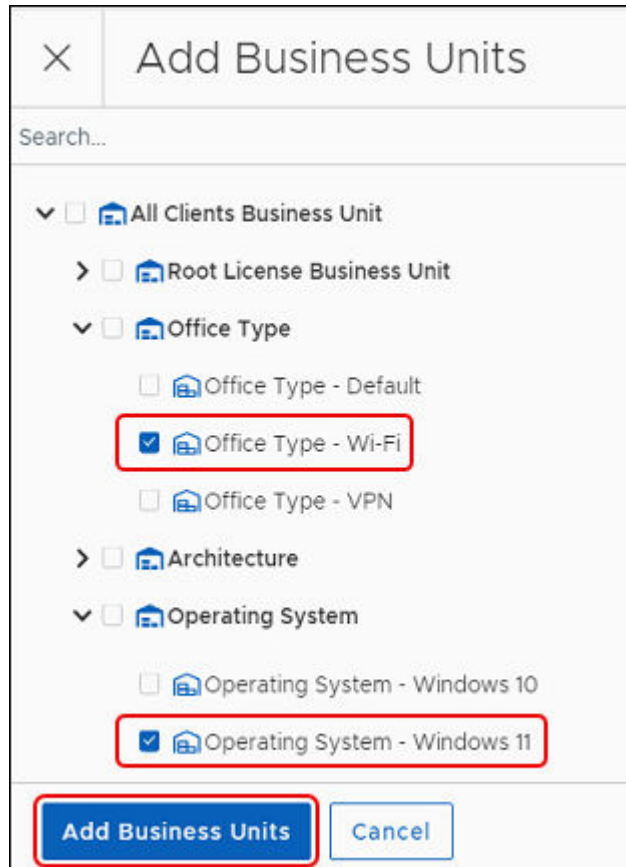 Add Business Units
Search...
All Clients Business Unit
Root License Business Unit
Office Type
Office Type - Default
Office Type - Wi-Fi
Office Type - VPN
Architecture
Operating System
Operating System - Windows 10
Operating System - Windows 11
Add Business Units
Cancel